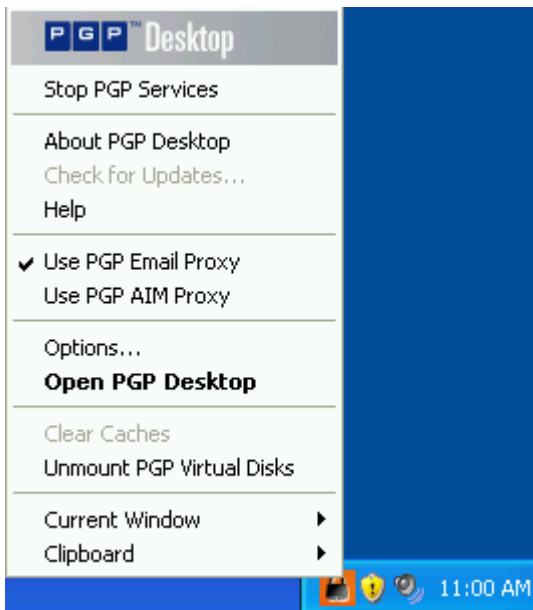 PGP™ Desktop
Stop PGP Services
About PGP Desktop
Check for Updates...
Help
Use PGP Email Proxy
Use PGP AIM Proxy
Options...
Open PGP Desktop
Clear Caches
Unmount PGP Virtual Disks
Current Window
Clipboard
11:00 AM